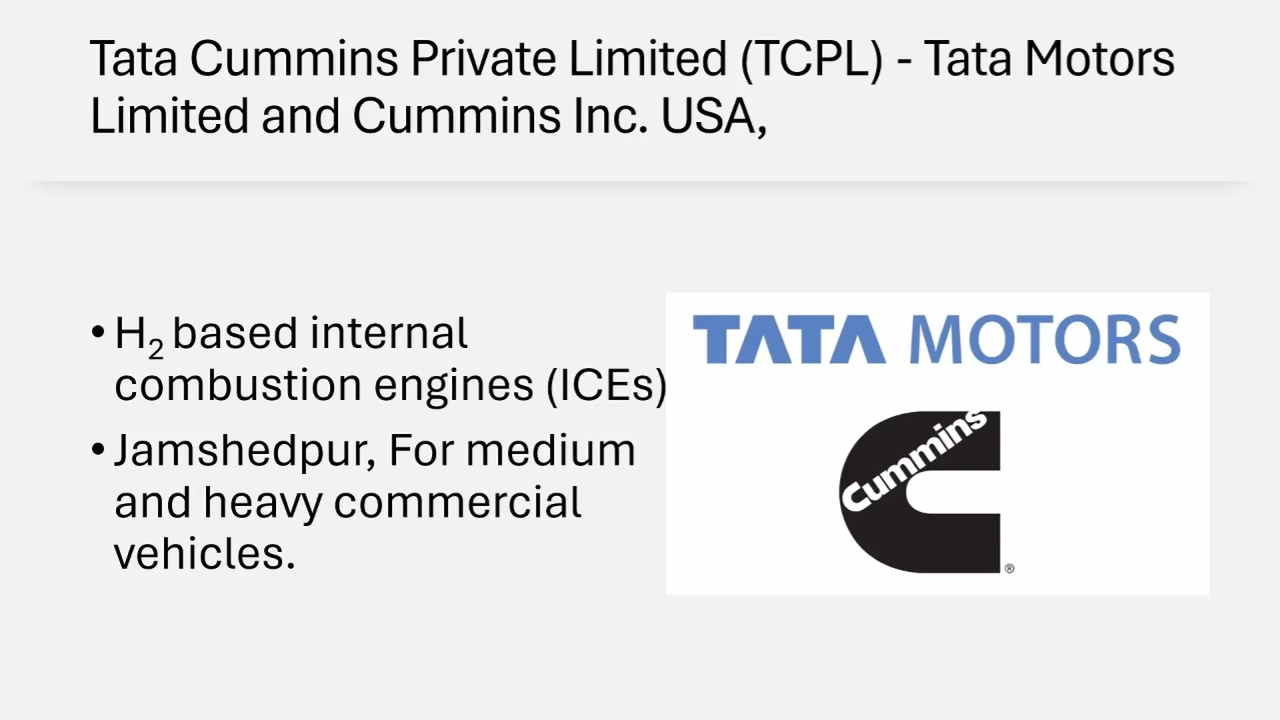 Tata Cummins Private Limited (TCPL) - Tata Motors
Limited and Cummins Inc. USA,
• H₂ based internal
combustion engines (ICEs)
• Jamshedpur, For medium
and heavy commercial
vehicles.
TATA MOTORS
Cummins
®